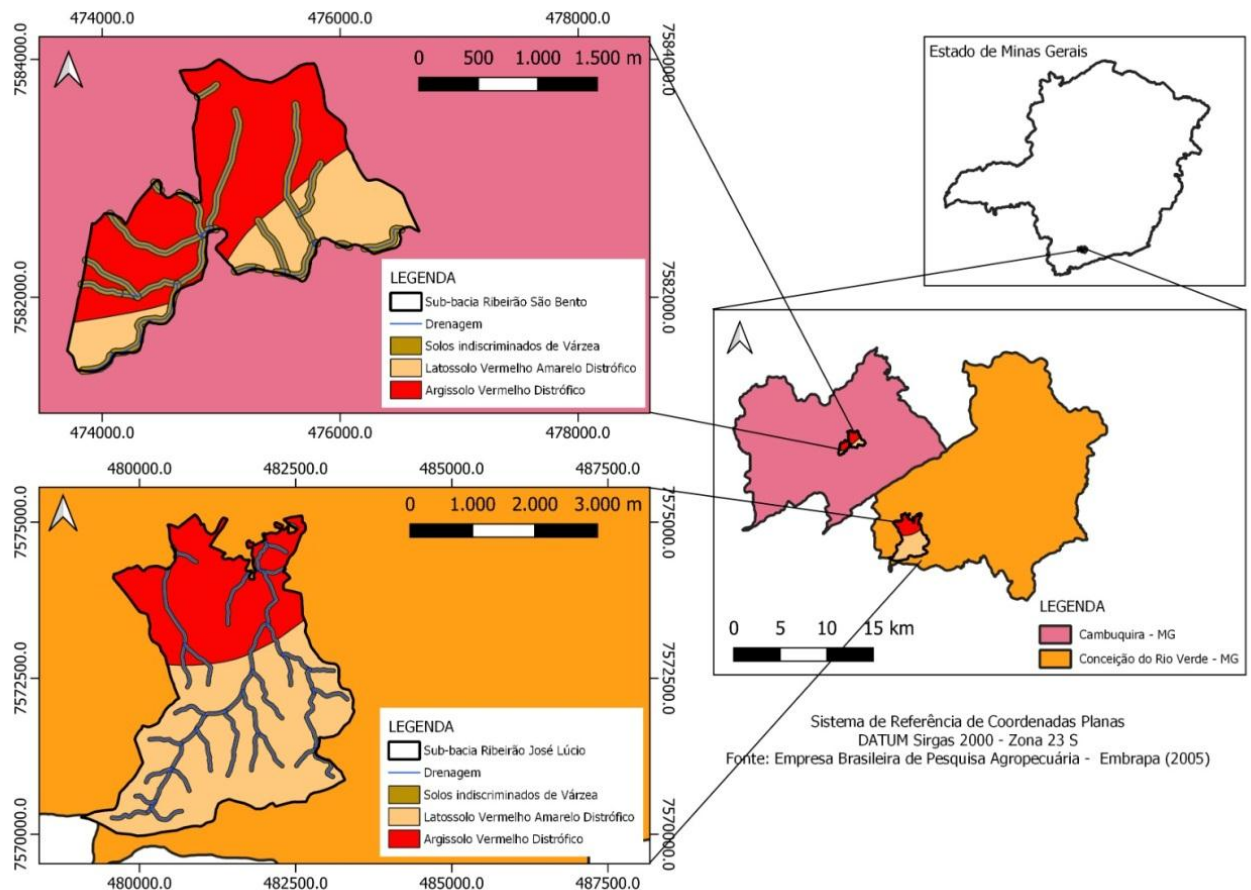 474000.0 476000.0 478000.0
0 500 1.000 1.500 m
7584000.0
7582000.0
LEGENDA
Sub-bacia Ribeirão São Bento
Drenagem
Solos indiscriminados de Várzea
Latossolo Vermelho Amarelo Distrófico
Argissolo Vermelho Distrófico
7584000.0
7582000.0
474000.0 476000.0 478000.0
480000.0 482500.0 485000.0 487500.0
0 1.000 2.000 3.000 m
7575000.0
7572500.0
7570000.0
LEGENDA
Sub-bacia Ribeirão José Lúcio
Drenagem
Solos indiscriminados de Várzea
Latossolo Vermelho Amarelo Distrófico
Argissolo Vermelho Distrófico
7575000.0
7572500.0
7570000.0
480000.0 482500.0 485000.0 487500.0
Estado de Minas Gerais
0 5 10 15 km
LEGENDA
Cambuquira - MG
Conceição do Rio Verde - MG
Sistema de Referência de Coordenadas Planas
DATUM Sirgas 2000 - Zona 23 S
Fonte: Empresa Brasileira de Pesquisa Agropecuária - Embrapa (2005)